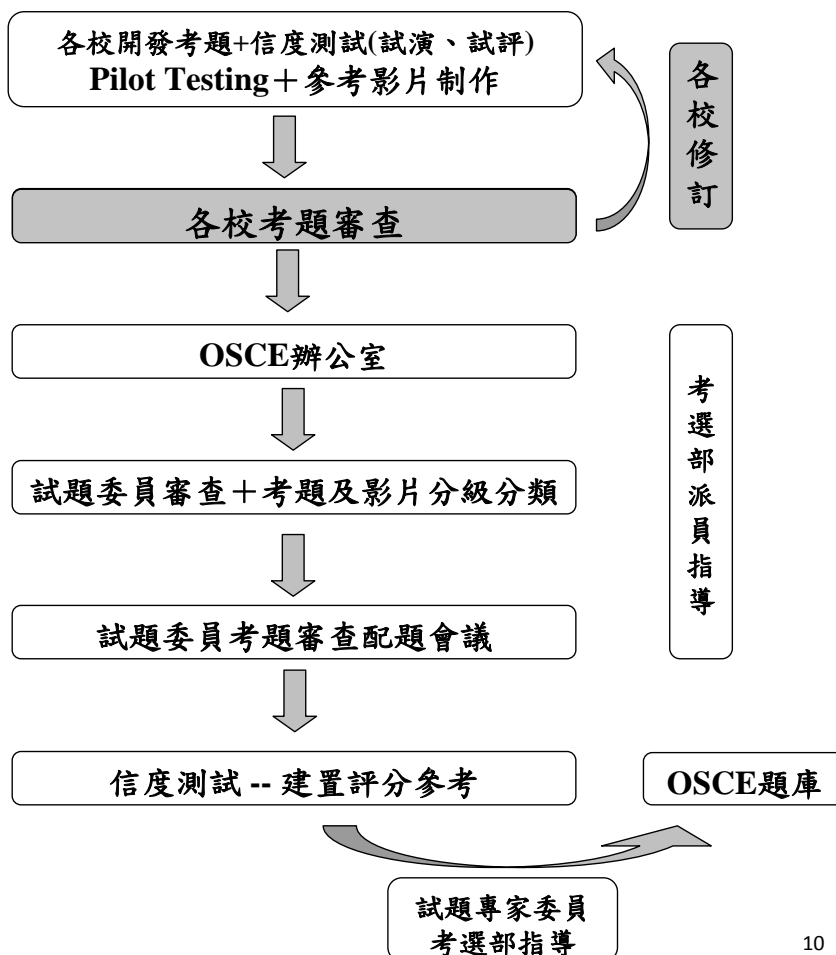 各校開發考題+信度測試(試演、試評)
Pilot Testing＋參考影片制作
各校修訂
各校考題審查
OSCE辦公室
考選部派員指導
試題委員審查＋考題及影片分級分類
試題委員考題審查配題會議
信度測試 -- 建置評分參考
OSCE題庫
試題專家委員
考選部指導
10